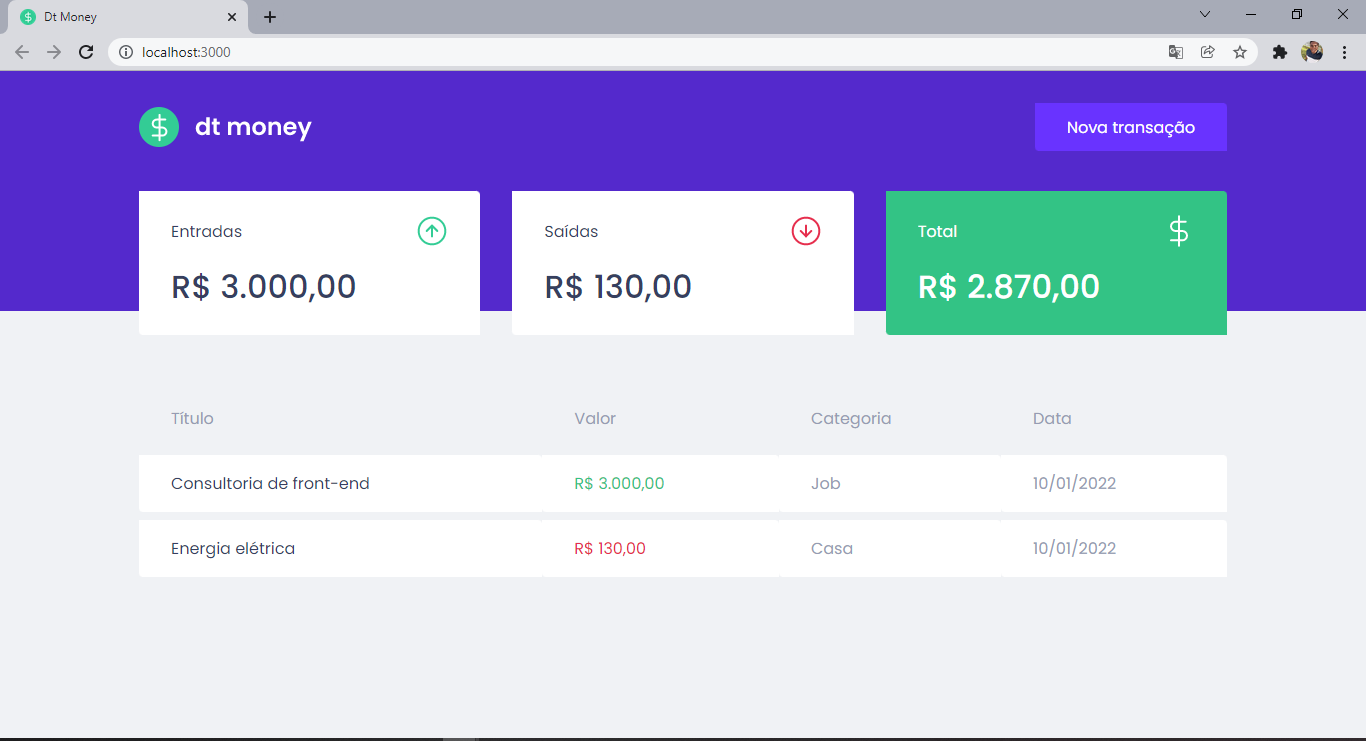 Dt Money
localhost:3000
dt money
Nova transação
Entradas
R$ 3.000,00
Saídas
R$ 130,00
Total
R$ 2.870,00
Título Valor Categoria Data
Consultoria de front-end R$ 3.000,00 Job 10/01/2022
Energia elétrica R$ 130,00 Casa 10/01/2022